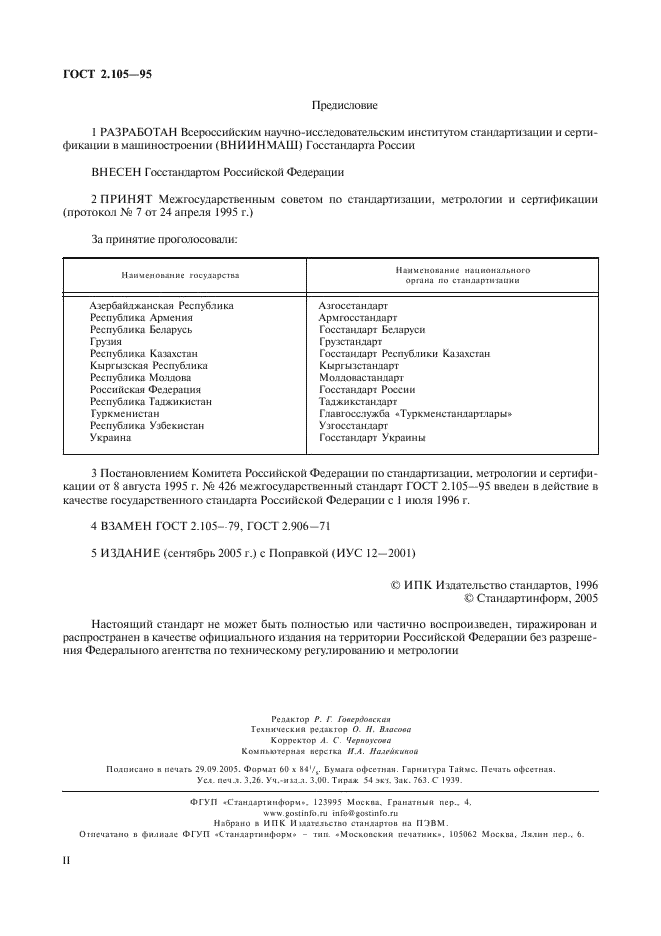 ГОСТ 2.105—95
Предисловие
1 РАЗРАБОТАН Всероссийским научно-исследовательским институтом стандартизации и серти-
фикации в машиностроении (ВНИИНМАШ) Госстандарта России
ВНЕСЕН Госстандартом Российской Федерации
2 ПРИНЯТ Межгосударственным советом по стандартизации, метрологии и сертификации
(протокол № 7 от 24 апреля 1995 г.)
За принятие проголосовали:
Наименование государства
Наименование национального
органа по стандартизации
Азербайджанская Республика Азгосстандарт
Республика Армения Армгосстандарт
Республика Беларусь Госстандарт Беларуси
Грузия Грузстандарт
Республика Казахстан Госстандарт Республики Казахстан
Кыргызская Республика Кыргызстандарт
Республика Молдова Молдовастандарт
Российская Федерация Госстандарт России
Республика Таджикистан Таджикстандарт
Туркменистан Главгосслужба «Туркменстандартлары»
Республика Узбекистан Узгосстандарт
Украина Госстандарт Украины
3 Постановлением Комитета Российской Федерации по стандартизации, метрологии и сертифи-
кации от 8 августа 1995 г. № 426 межгосударственный стандарт ГОСТ 2.105—95 введен в действие в
качестве государственного стандарта Российской Федерации с 1 июля 1996 г.
4 ВЗАМЕН ГОСТ 2.105—79, ГОСТ 2.906—71
5 ИЗДАНИЕ (сентябрь 2005 г.) с Поправкой (ИУС 12—2001)
© ИПК Издательство стандартов, 1996
© Стандартинформ, 2005
Настоящий стандарт не может быть полностью или частично воспроизведен, тиражирован и
распространен в качестве официального издания на территории Российской Федерации без разреше-
ния Федерального агентства по техническому регулированию и метрологии
Редактор Р. Г. Говердовская
Технический редактор О. Н. Власова
Корректор А. С. Черноусова
Компьютерная верстка И.А. Налейкиной
Подписано в печать 29.09.2005. Формат 60 х 84¹/₈. Бумага офсетная. Гарнитура Таймс. Печать офсетная.
Усл. печ.л. 3,26. Уч.-изд.л. 3,00. Тираж 54 экз. Зак. 763. С 1939.
ФГУП «Стандартинформ», 123995 Москва, Гранатный пер., 4.
www.gostinfo.ru info@gostinfo.ru
Набрано в ИПК Издательство стандартов на ПЭВМ.
Отпечатано в филиале ФГУП «Стандартинформ» – тип. «Московский печатник», 105062 Москва, Лялин пер., 6.
II